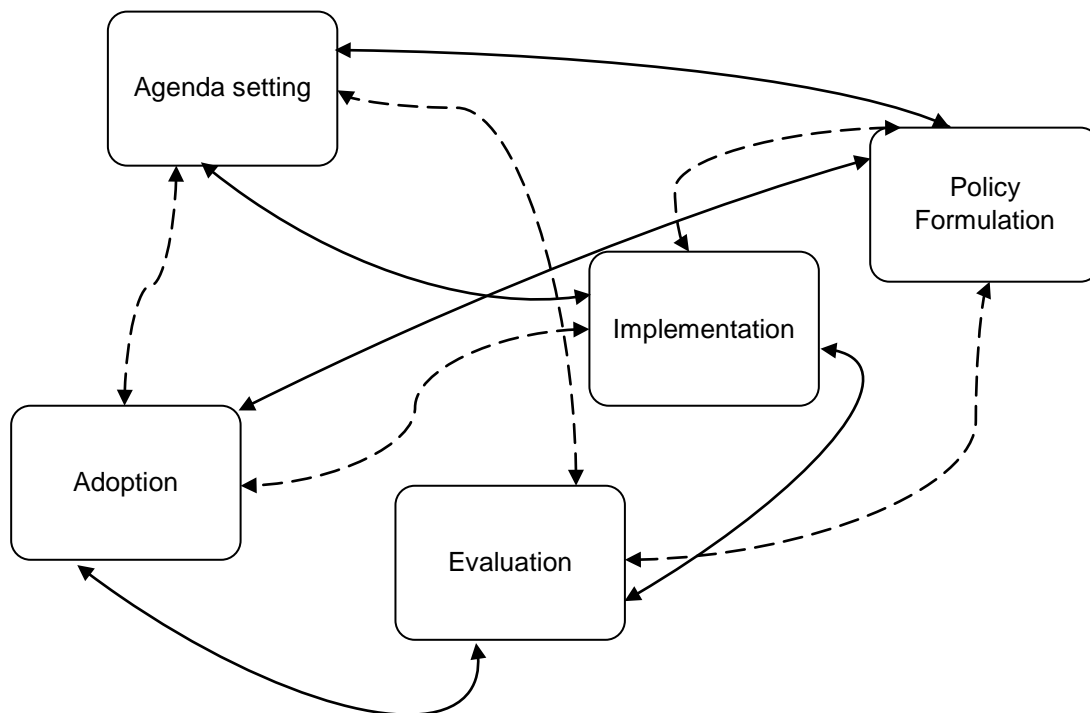 Agenda setting
Policy
Formulation
Implementation
Adoption
Evaluation